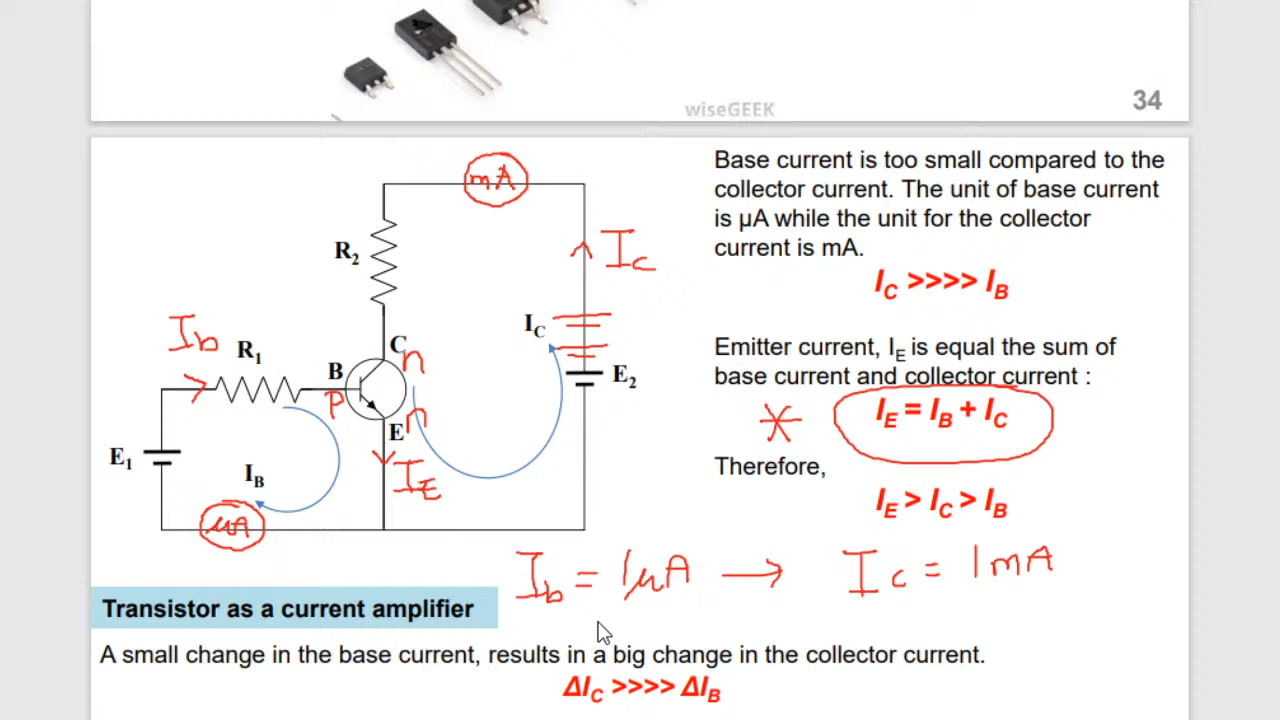 wiseGEEK
34
mA
R2
Ic
Ib
R1
B
P
C
n
IC
E2
E
n
E1
IB
IE
μA
Base current is too small compared to the
collector current. The unit of base current
is μA while the unit for the collector
current is mA.
IC >>>> IB
Emitter current, IE is equal the sum of
base current and collector current :
IE = IB + IC
Therefore,
IE > IC > IB
Ib = 1μA → Ic = 1mA
Transistor as a current amplifier
A small change in the base current, results in a big change in the collector current.
ΔIC >>>> ΔIB